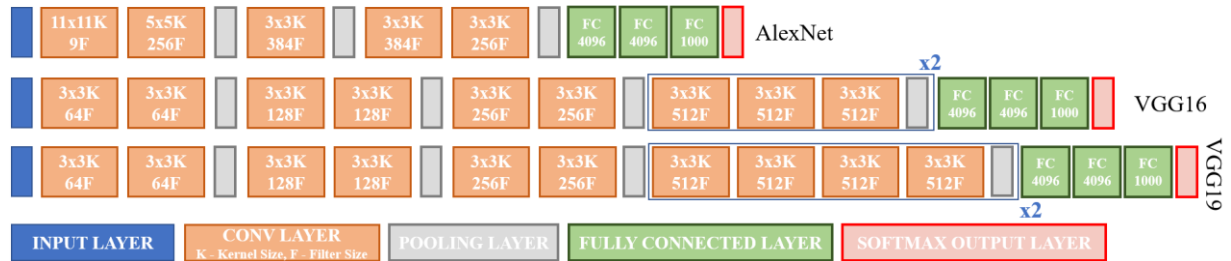 11x11K 5x5K 3x3K 3x3K 3x3K FC FC FC
9F 256F 384F 384F 256F 4096 4096 1000 AlexNet
x2
3x3K 3x3K 3x3K 3x3K 3x3K 3x3K 3x3K 3x3K 3x3K FC FC FC VGG16
64F 64F 128F 128F 256F 256F 512F 512F 512F 4096 4096 1000
3x3K 3x3K 3x3K 3x3K 3x3K 3x3K 3x3K 3x3K 3x3K 3x3K FC FC FC VGG19
64F 64F 128F 128F 256F 256F 512F 512F 512F 512F 4096 4096 1000
x2
INPUT LAYER CONV LAYER POOLING LAYER FULLY CONNECTED LAYER SOFTMAX OUTPUT LAYER
K - Kernel Size, F - Filter Size